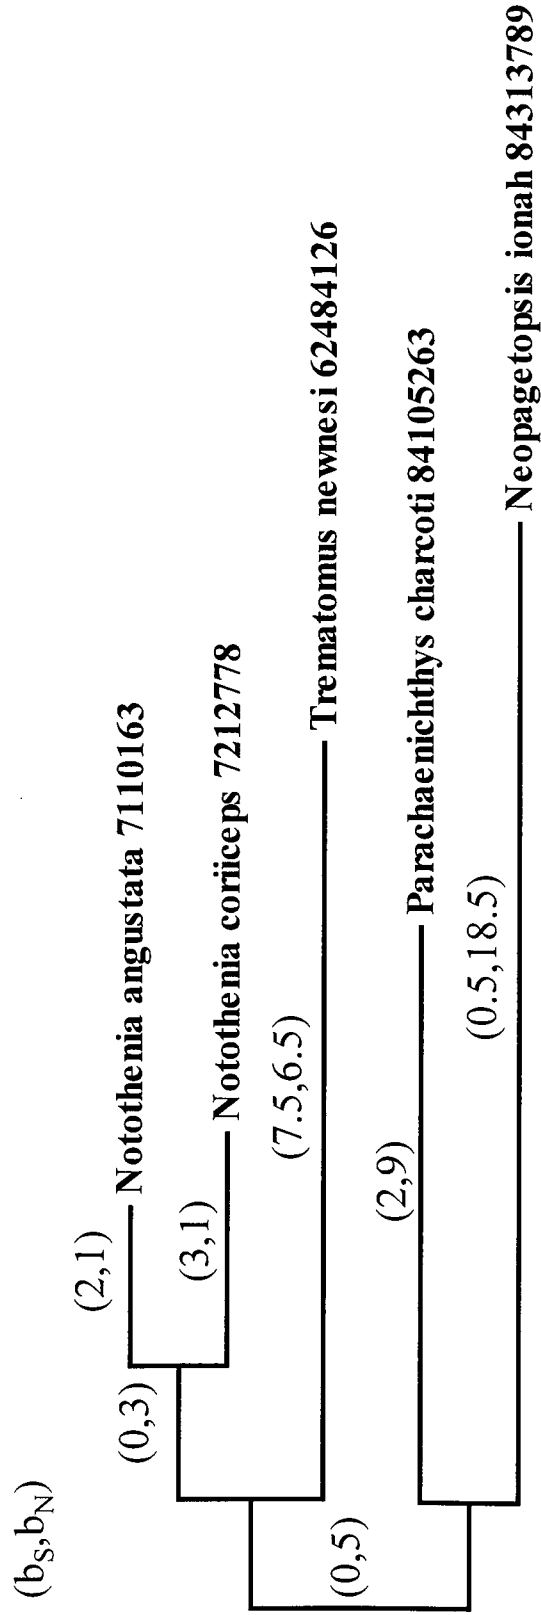 (bS,bN)
(2,1)
Notothenia angustata 7110163
(0,3)
(3,1)
Notothenia coriiceps 7212778
(7.5,6.5)
Trematomus newnesi 62484126
(0,5)
(2,9)
Parachaenichthys charcoti 84105263
(0.5,18.5)
Neopagetopsis ionah 84313789